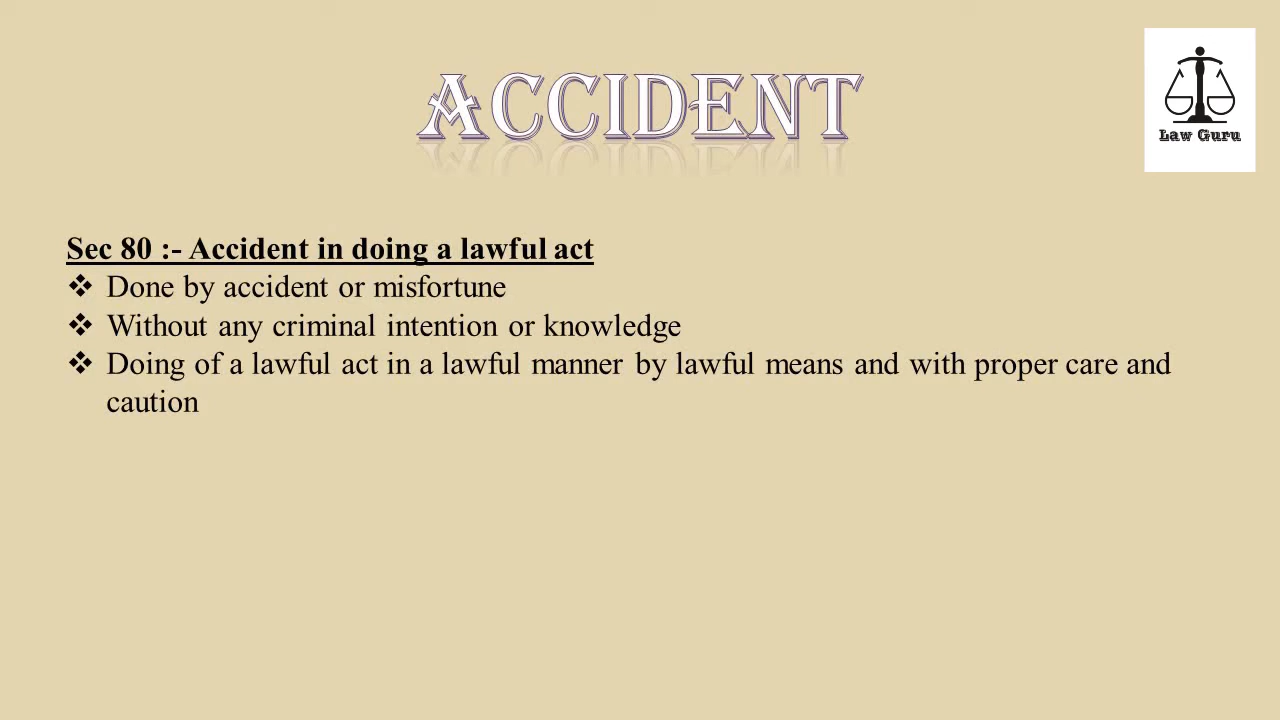 ACCIDENT
Law Guru
Sec 80 :- Accident in doing a lawful act
❖ Done by accident or misfortune
❖ Without any criminal intention or knowledge
❖ Doing of a lawful act in a lawful manner by lawful means and with proper care and
caution